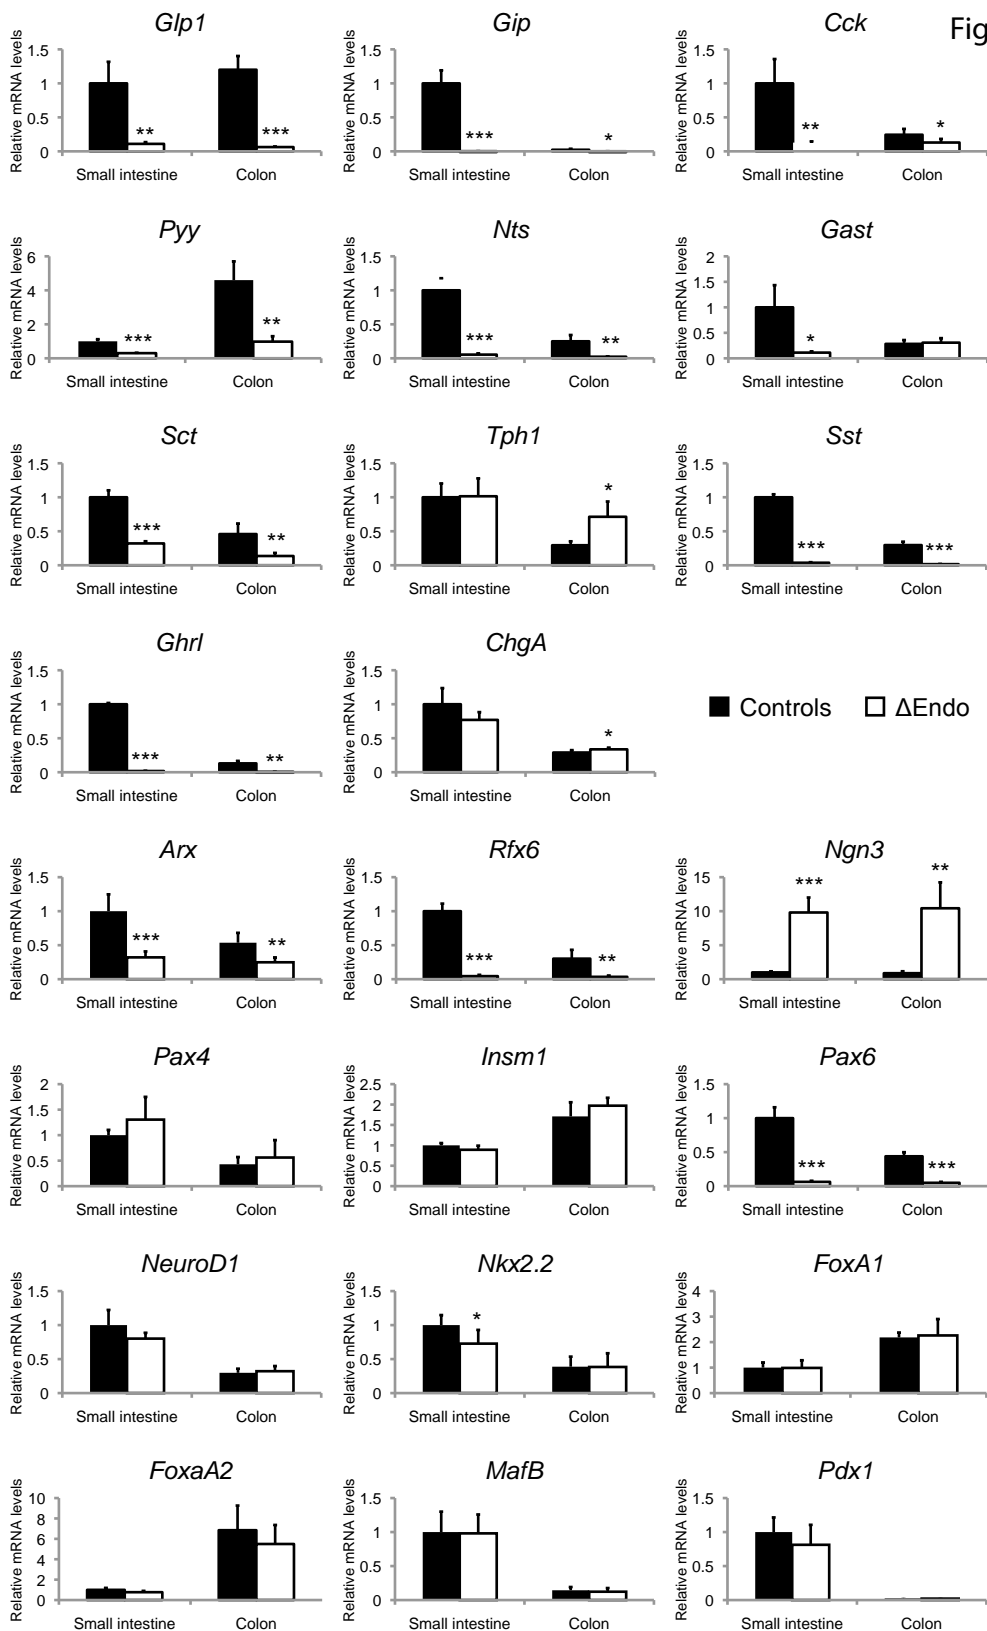 Fig
Glp1
Gip
Cck
Relative mRNA levels
1.5
1
0.5
0
** ***
Small intestine Colon
Relative mRNA levels
1.5
1
0.5
0
*** *
Small intestine Colon
Relative mRNA levels
1.5
1
0.5
0
** *
Small intestine Colon
Pyy
Nts
Gast
Relative mRNA levels
6
4
2
0
*** **
Small intestine Colon
Relative mRNA levels
1.5
1
0.5
0
*** **
Small intestine Colon
Relative mRNA levels
2
1.5
1
0.5
0
*
Small intestine Colon
Sct
Tph1
Sst
Relative mRNA levels
1.5
1
0.5
0
*** **
Small intestine Colon
Relative mRNA levels
1.5
1
0.5
0
*
Small intestine Colon
Relative mRNA levels
1.5
1
0.5
0
*** ***
Small intestine Colon
Ghrl
ChgA
Relative mRNA levels
1.5
1
0.5
0
*** **
Small intestine Colon
Relative mRNA levels
1.5
1
0.5
0
*
Small intestine Colon
Controls ΔEndo
Arx
Rfx6
Ngn3
Relative mRNA levels
1.5
1
0.5
0
*** **
Small intestine Colon
Relative mRNA levels
1.5
1
0.5
0
*** **
Small intestine Colon
Relative mRNA levels
15
10
5
0
*** **
Small intestine Colon
Pax4
Insm1
Pax6
Relative mRNA levels
2
1.5
1
0.5
0
Small intestine Colon
Relative mRNA levels
2.5
2
1.5
1
0.5
0
Small intestine Colon
Relative mRNA levels
1.5
1
0.5
0
*** ***
Small intestine Colon
NeuroD1
Nkx2.2
FoxA1
Relative mRNA levels
1.5
1
0.5
0
Small intestine Colon
Relative mRNA levels
1.5
1
0.5
0
*
Small intestine Colon
Relative mRNA levels
4
3
2
1
0
Small intestine Colon
FoxaA2
MafB
Pdx1
Relative mRNA levels
10
8
6
4
2
0
Small intestine Colon
Relative mRNA levels
1.5
1
0.5
0
Small intestine Colon
Relative mRNA levels
1.5
1
0.5
0
Small intestine Colon